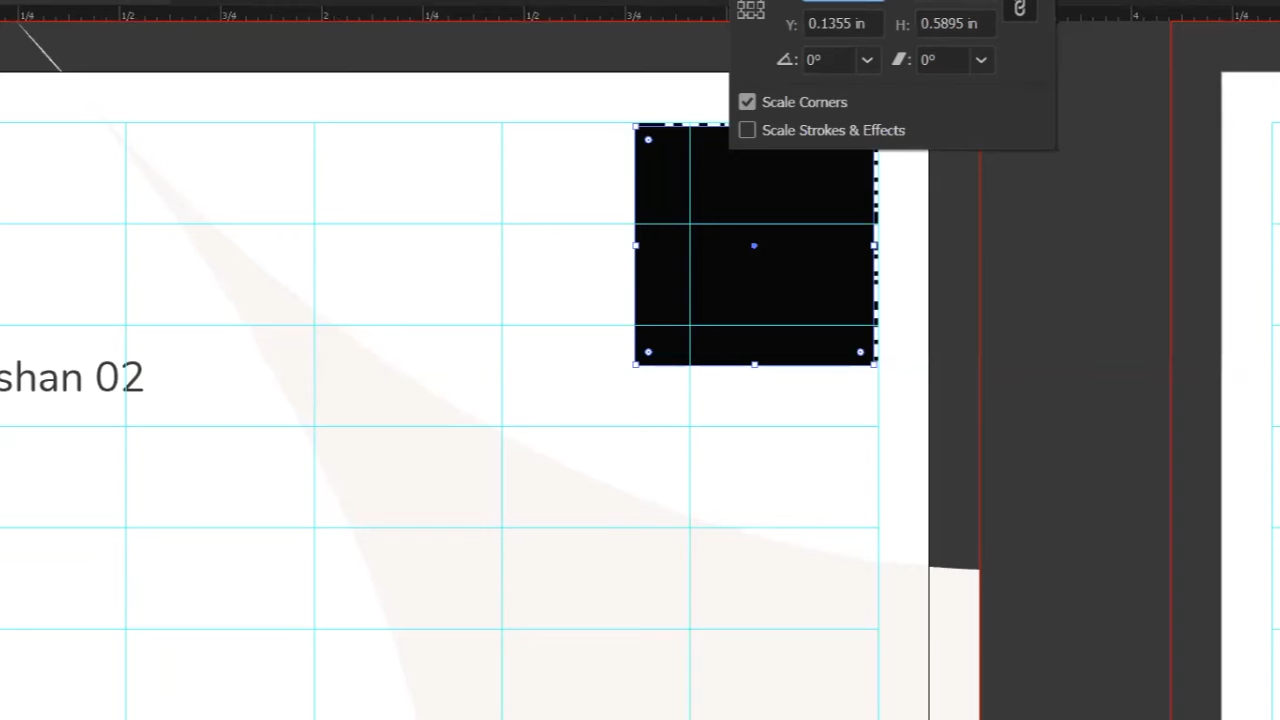 1/4 1/2 3/4 2 1/4 1/2 3/4 4 1/4
Y: 0.1355 in H: 0.5895 in
0° 0°
Scale Corners
Scale Strokes & Effects
shan 02